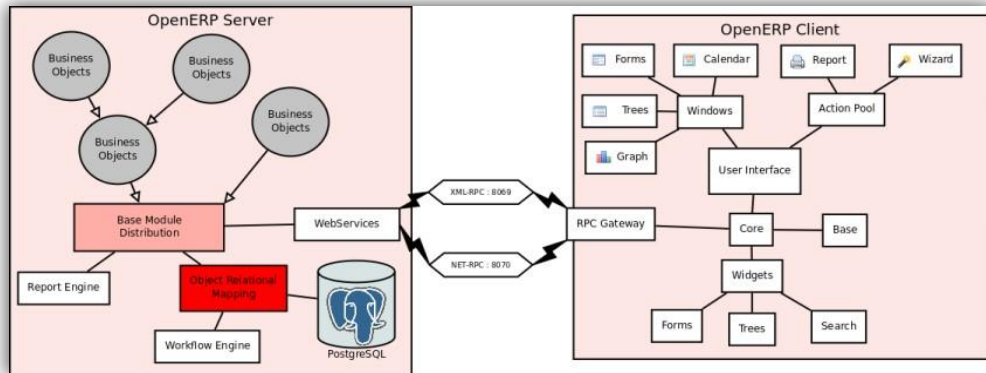 OpenERP Server
Business
Objects
Business
Objects
Business
Objects
Business
Objects
Base Module
Distribution
WebServices
Report Engine
Object Relational
Mapping
Workflow Engine
PostgreSQL
XML-RPC : 8069
NET-RPC : 8070
OpenERP Client
Forms
Calendar
Report
Wizard
Trees
Windows
Action Pool
Graph
User Interface
RPC Gateway
Core
Base
Widgets
Forms
Trees
Search